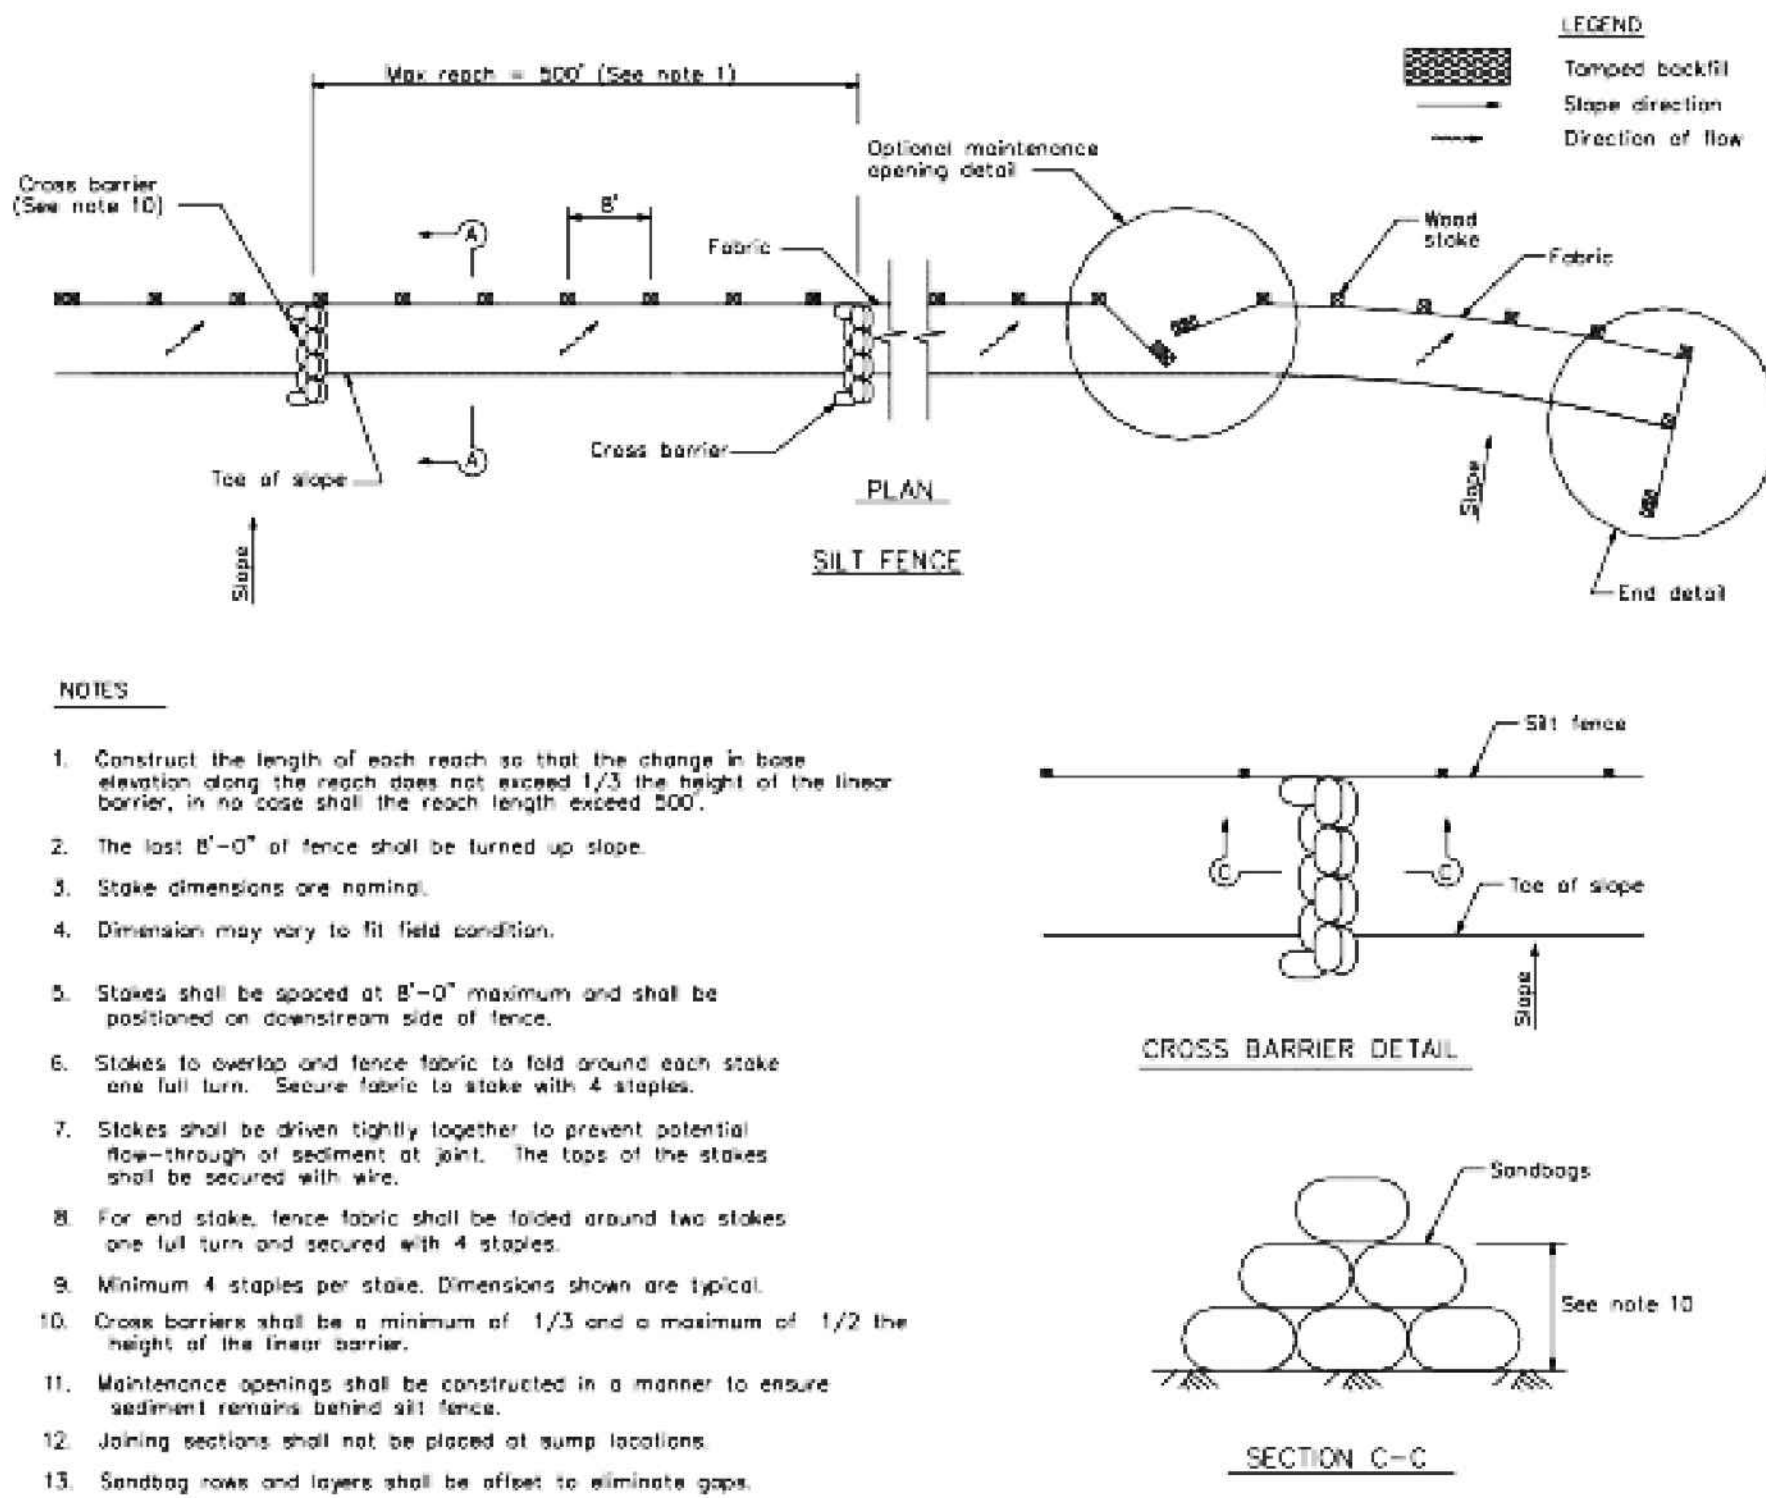 LEGEND
Tamped backfill
Slope direction
Direction of flow
Max reach = 500' (See note 1)
Optional maintenance
opening detail
Cross barrier
(See note 10)
8'
A
Fabric
Wood
stake
Fabric
Cross barrier
A
Toe of slope
PLAN
Slope
Slope
SILT FENCE
End detail
NOTES
1. Construct the length of each reach so that the change in base
elevation along the reach does not exceed 1/3 the height of the linear
barrier, in no case shall the reach length exceed 500'.
2. The last 8'-0" of fence shall be turned up slope.
3. Stake dimensions are nominal.
4. Dimension may vary to fit field condition.
5. Stakes shall be spaced at 8'-0" maximum and shall be
positioned on downstream side of fence.
6. Stakes to overlap and fence fabric to fold around each stake
one full turn. Secure fabric to stake with 4 staples.
7. Stakes shall be driven tightly together to prevent potential
flow-through of sediment at joint. The tops of the stakes
shall be secured with wire.
8. For end stake, fence fabric shall be folded around two stakes
one full turn and secured with 4 staples.
9. Minimum 4 staples per stake. Dimensions shown are typical.
10. Cross barriers shall be a minimum of 1/3 and a maximum of 1/2 the
height of the linear barrier.
11. Maintenance openings shall be constructed in a manner to ensure
sediment remains behind silt fence.
12. Joining sections shall not be placed at sump locations.
13. Sandbag rows and layers shall be offset to eliminate gaps.
Silt fence
C
C
Toe of slope
Slope
CROSS BARRIER DETAIL
Sandbags
See note 10
SECTION C-C